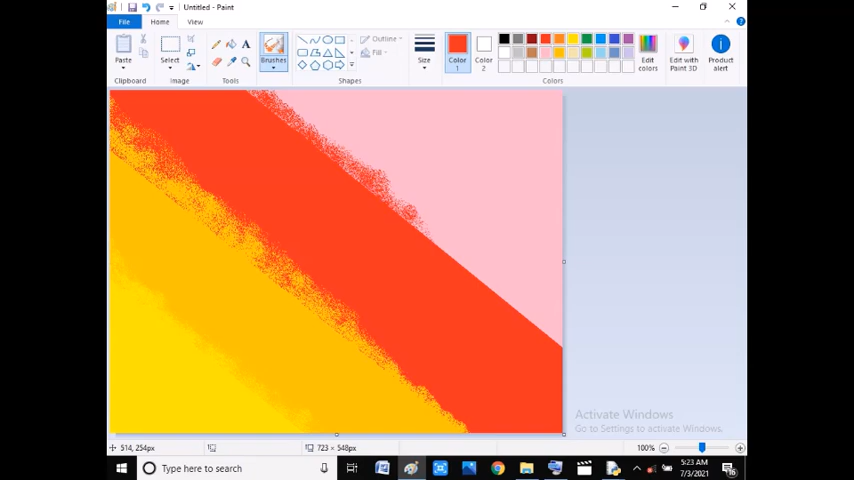 Untitled - Paint
File
Home
View
Paste
Select
A
Brushes
Outline
Fill
Size
Color 1
Color 2
Edit colors
Edit with Paint 3D
Product alert
Clipboard
Image
Tools
Shapes
Colors
Activate Windows
Go to Settings to activate Windows.
514, 254px
723 × 548px
100%
Type here to search
5:23 AM
7/3/2021